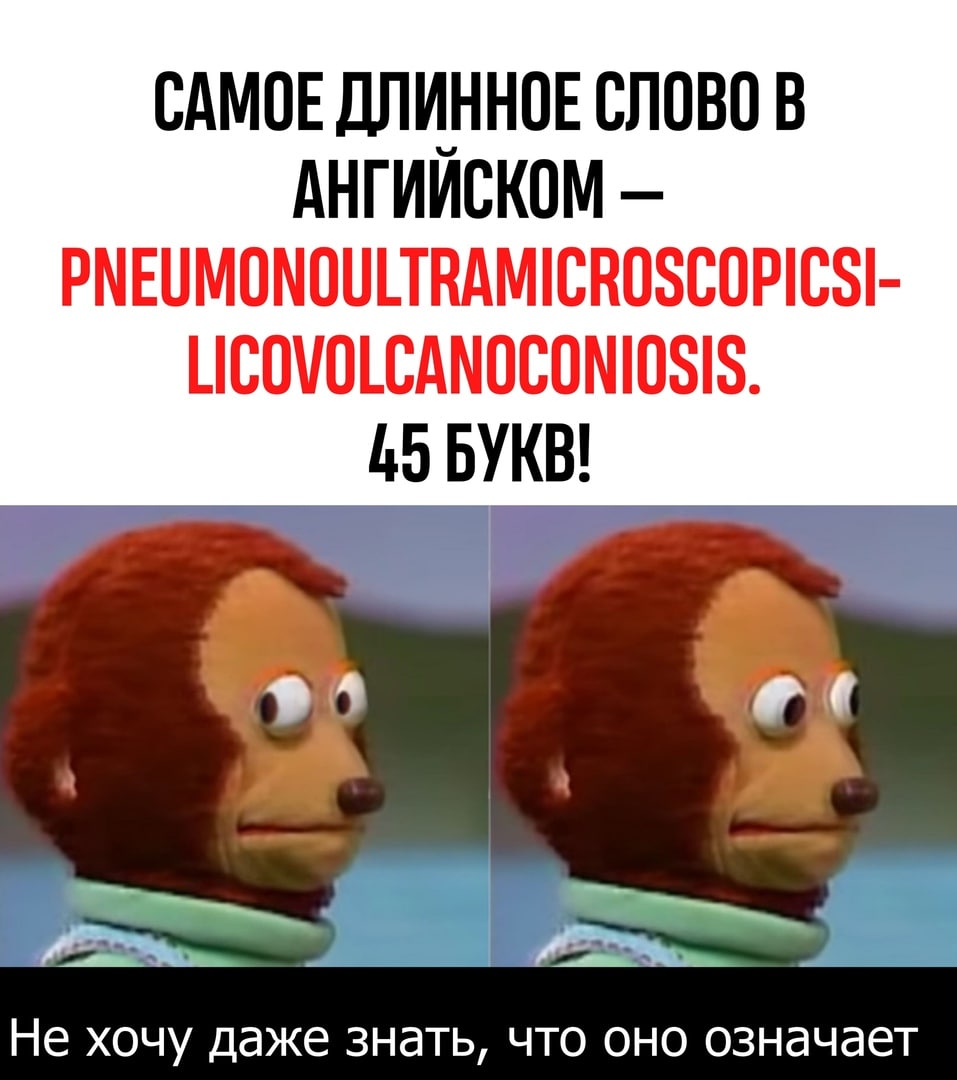 САМОЕ ДЛИННОЕ СЛОВО В
АНГИЙСКОМ –
PNEUMONOULTRAMICROSCOPICSI-
LICOVOLCANOCONIOSIS.
45 БУКВ!
Не хочу даже знать, что оно означает